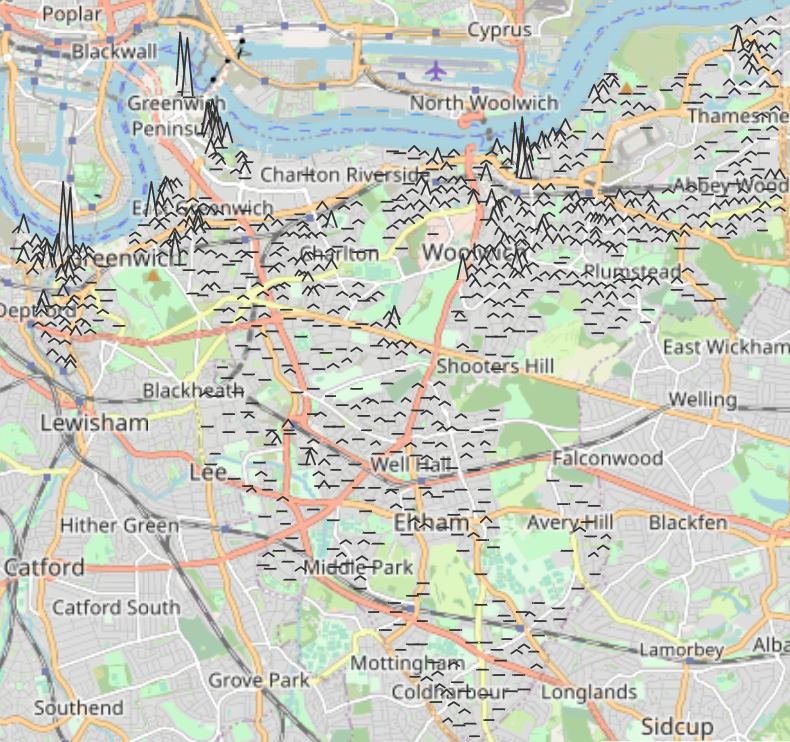 Poplar
Cyprus
Blackwall
Greenwich
Peninsu
North Woolwich
Thamesme
Charlton Riverside
Abbey Wood
East Greenwich
Greenwich
Charlton
Woolwich
Plumstead
Deptford
East Wickham
Shooters Hill
Blackheath
Welling
Lewisham
Lee
Well Hall
Falconwood
Hither Green
Eltham
Avery Hill
Blackfen
Catford
Middle Park
Catford South
Lamorbey
Alba
Mottingham
Grove Park
Coldharbour
Longlands
Southend
Sidcup